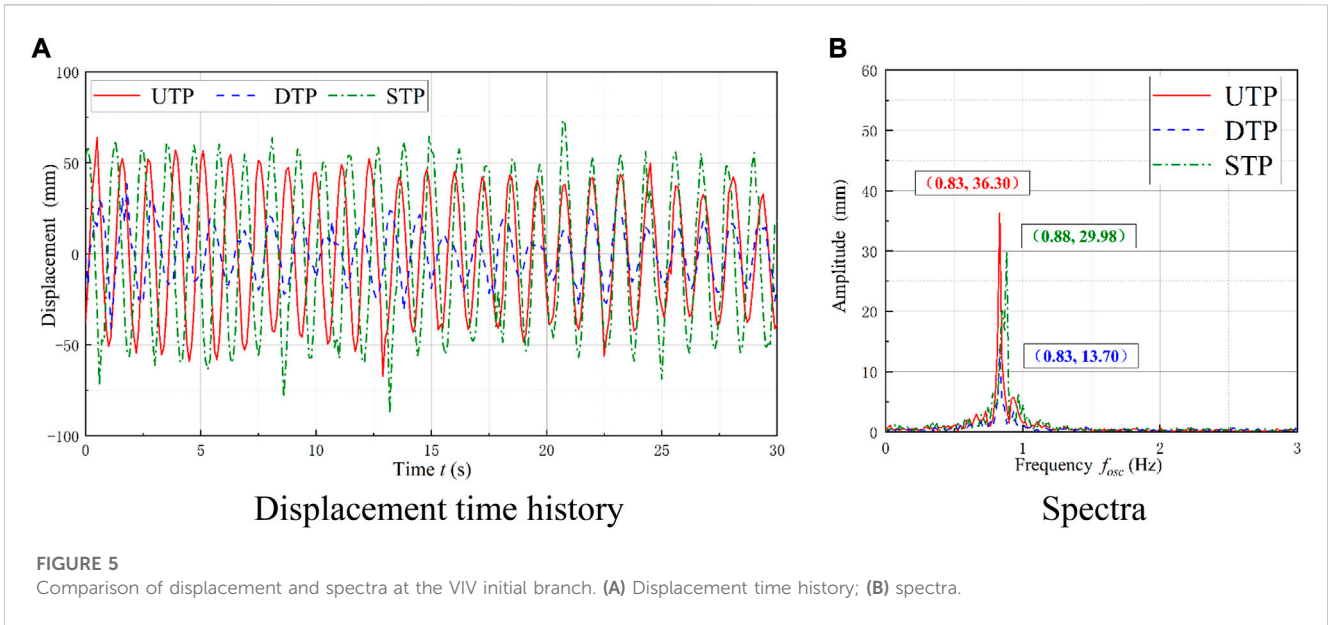 A
B
100
50
0
−50
−100
Displacement (mm)
UTP DTP STP
0 5 10 15 20 25 30
Time t (s)
Displacement time history
60
50
40
30
20
10
0
Amplitude (mm)
UTP
DTP
STP
(0.83, 36.30)
(0.88, 29.98)
(0.83, 13.70)
0 1 2 3
Frequency fosc (Hz)
Spectra
FIGURE 5
Comparison of displacement and spectra at the VIV initial branch. (A) Displacement time history; (B) spectra.